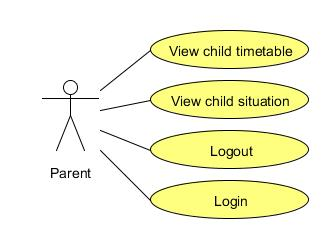 View child timetable
View child situation
Parent
Logout
Login